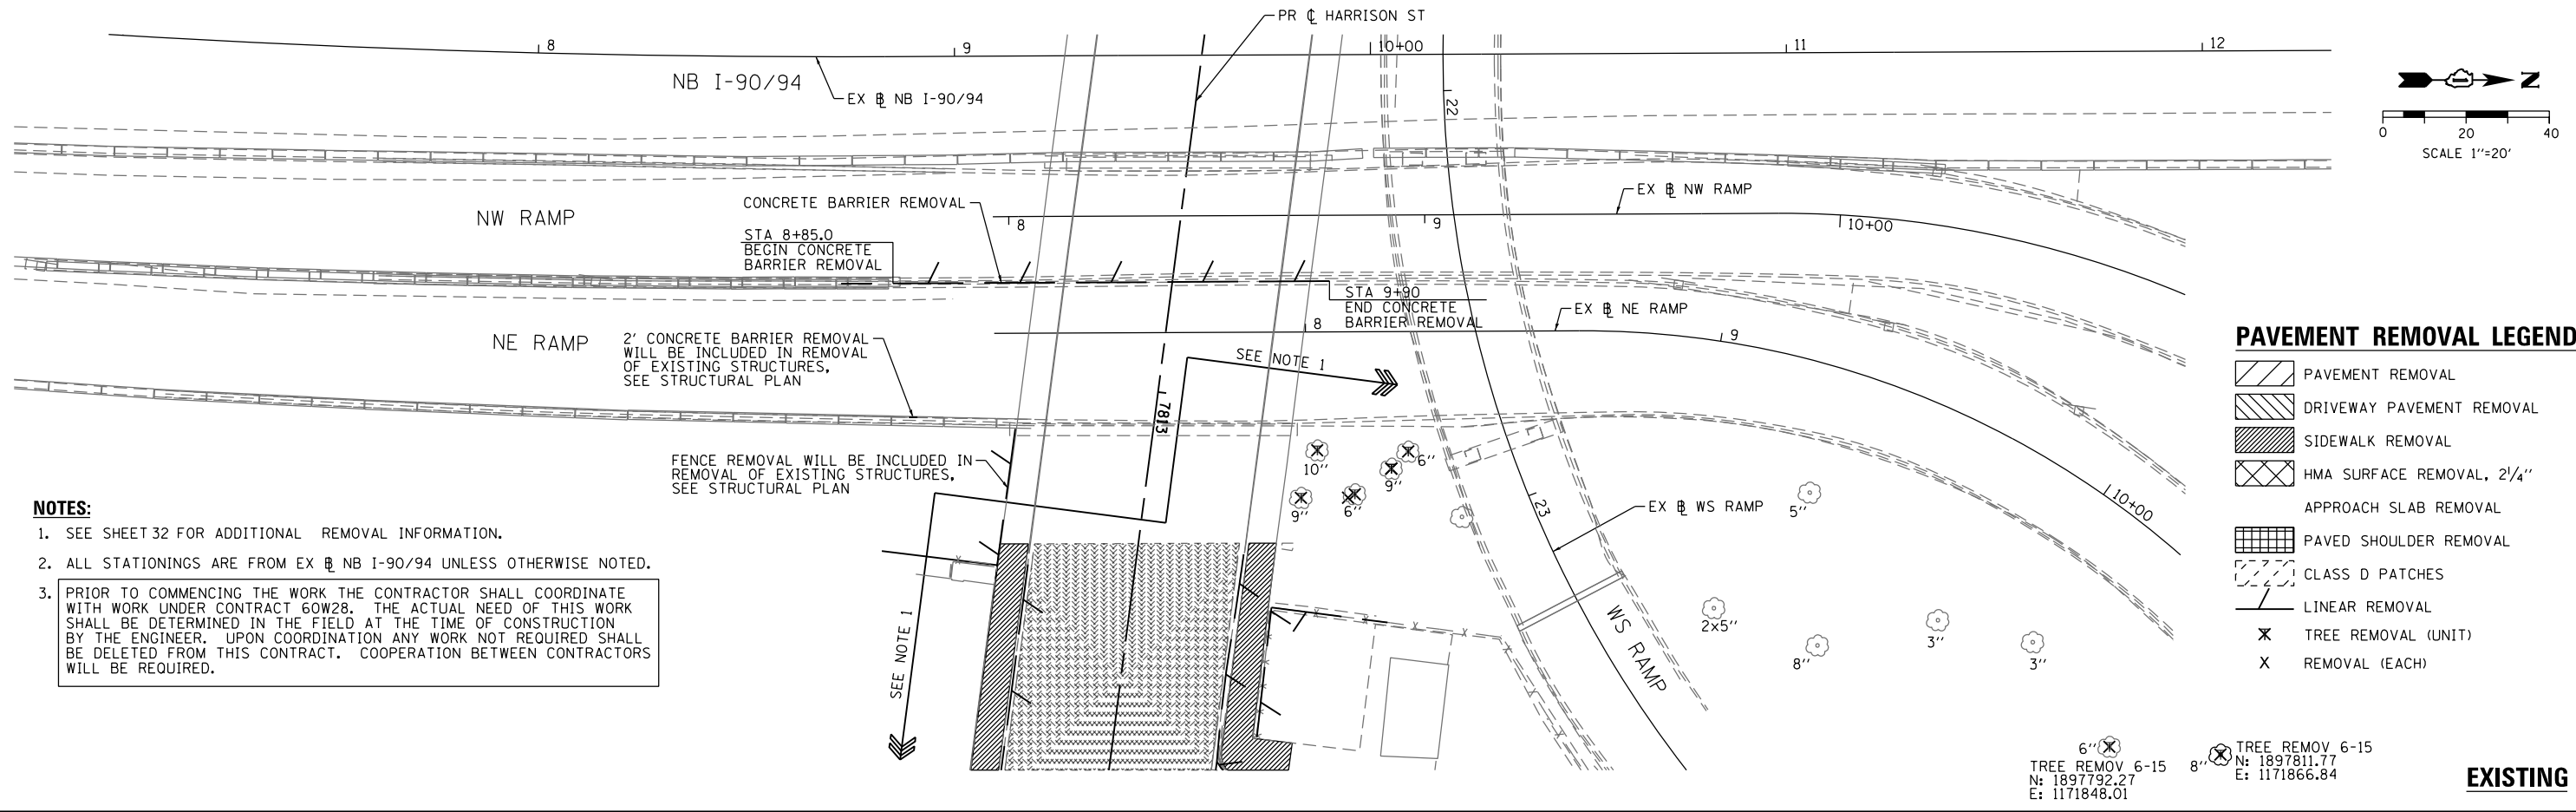 PR ℄ HARRISON ST
8
9
10+00
11
12
NB I-90/94
EX ⅊ NB I-90/94
22
N
0 20 40
SCALE 1"=20'
NW RAMP
CONCRETE BARRIER REMOVAL
STA 8+85.0
BEGIN CONCRETE
BARRIER REMOVAL
8
9
10+00
EX ⅊ NW RAMP
STA 9+90
END CONCRETE
BARRIER REMOVAL
NE RAMP
2' CONCRETE BARRIER REMOVAL
WILL BE INCLUDED IN REMOVAL
OF EXISTING STRUCTURES,
SEE STRUCTURAL PLAN
8
9
10+00
EX ⅊ NE RAMP
SEE NOTE 1
7813
FENCE REMOVAL WILL BE INCLUDED IN
REMOVAL OF EXISTING STRUCTURES,
SEE STRUCTURAL PLAN
10"
6"
9"
9"
6"
23
EX ⅊ WS RAMP
5"
2x5"
8"
3"
3"
WS RAMP
SEE NOTE 1
NOTES:
1. SEE SHEET 32 FOR ADDITIONAL REMOVAL INFORMATION.
2. ALL STATIONINGS ARE FROM EX ⅊ NB I-90/94 UNLESS OTHERWISE NOTED.
3. PRIOR TO COMMENCING THE WORK THE CONTRACTOR SHALL COORDINATE
WITH WORK UNDER CONTRACT 60W28. THE ACTUAL NEED OF THIS WORK
SHALL BE DETERMINED IN THE FIELD AT THE TIME OF CONSTRUCTION
BY THE ENGINEER. UPON COORDINATION ANY WORK NOT REQUIRED SHALL
BE DELETED FROM THIS CONTRACT. COOPERATION BETWEEN CONTRACTORS
WILL BE REQUIRED.
PAVEMENT REMOVAL LEGEND
PAVEMENT REMOVAL
DRIVEWAY PAVEMENT REMOVAL
SIDEWALK REMOVAL
HMA SURFACE REMOVAL, 2¼"
APPROACH SLAB REMOVAL
PAVED SHOULDER REMOVAL
CLASS D PATCHES
LINEAR REMOVAL
TREE REMOVAL (UNIT)
X REMOVAL (EACH)
6"
TREE REMOV 6-15
N: 1897792.27
E: 1171848.01
8"
TREE REMOV 6-15
N: 1897811.77
E: 1171866.84
EXISTING